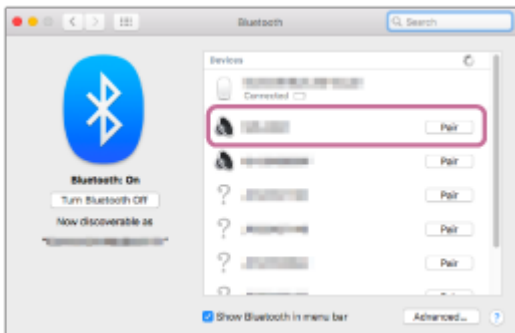 Bluetooth
Search
Devices
Connected
Pair
Pair
Pair
Pair
Pair
Bluetooth: On
Turn Bluetooth Off
Now discoverable as
Show Bluetooth in menu bar
Advanced...
?